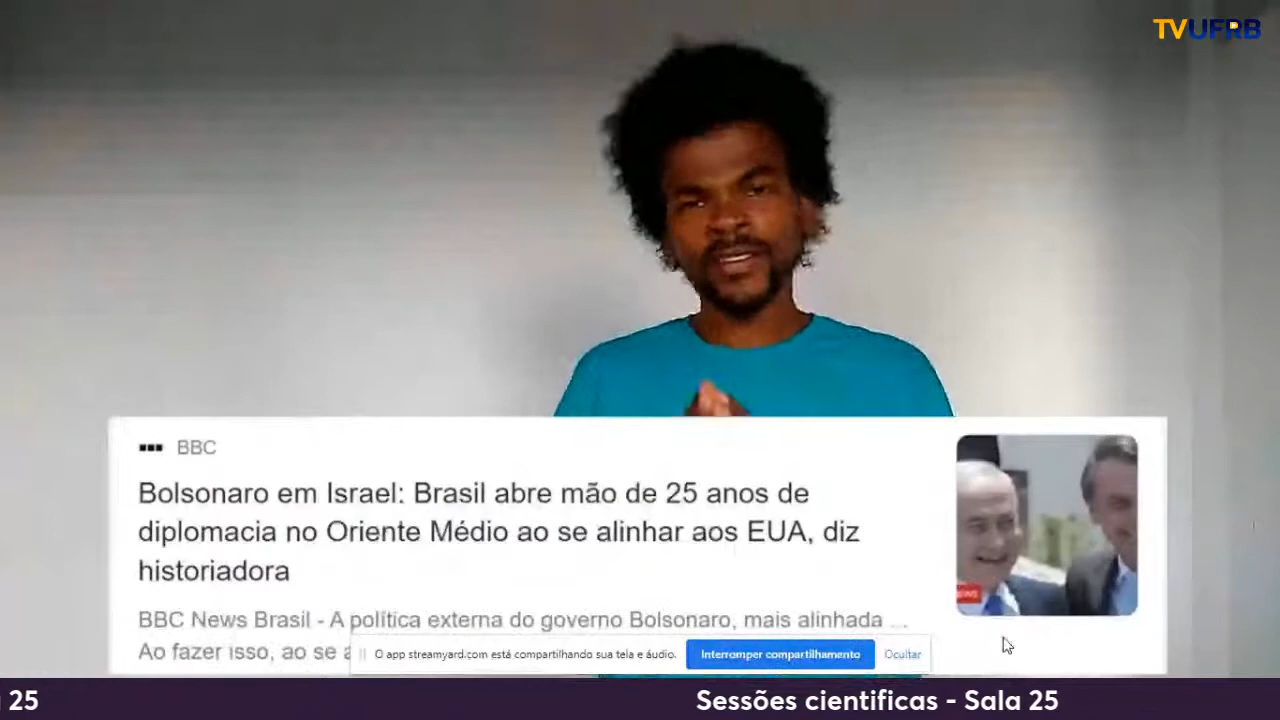 TVUFRB
BBC
Bolsonaro em Israel: Brasil abre mão de 25 anos de
diplomacia no Oriente Médio ao se alinhar aos EUA, diz
historiadora
BBC News Brasil - A política externa do governo Bolsonaro, mais alinhada ...
Ao fazer isso, ao se a
O app streamyard.com está compartilhando sua tela e áudio.
Interromper compartilhamento
Ocultar
25
Sessões cientificas - Sala 25